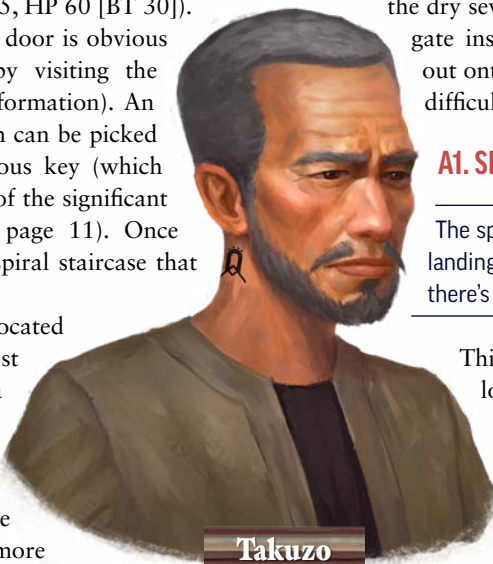 5, HP 60 [BT 30]).
door is obvious
by visiting the
formation). An
can be picked
ous key (which
of the significant
page 11). Once
spiral staircase that
ocated
st
more
the dry sev
gate ins
out ont
difficul
A1. S
The sp
landing
there's
Thi
lo
Takuzo